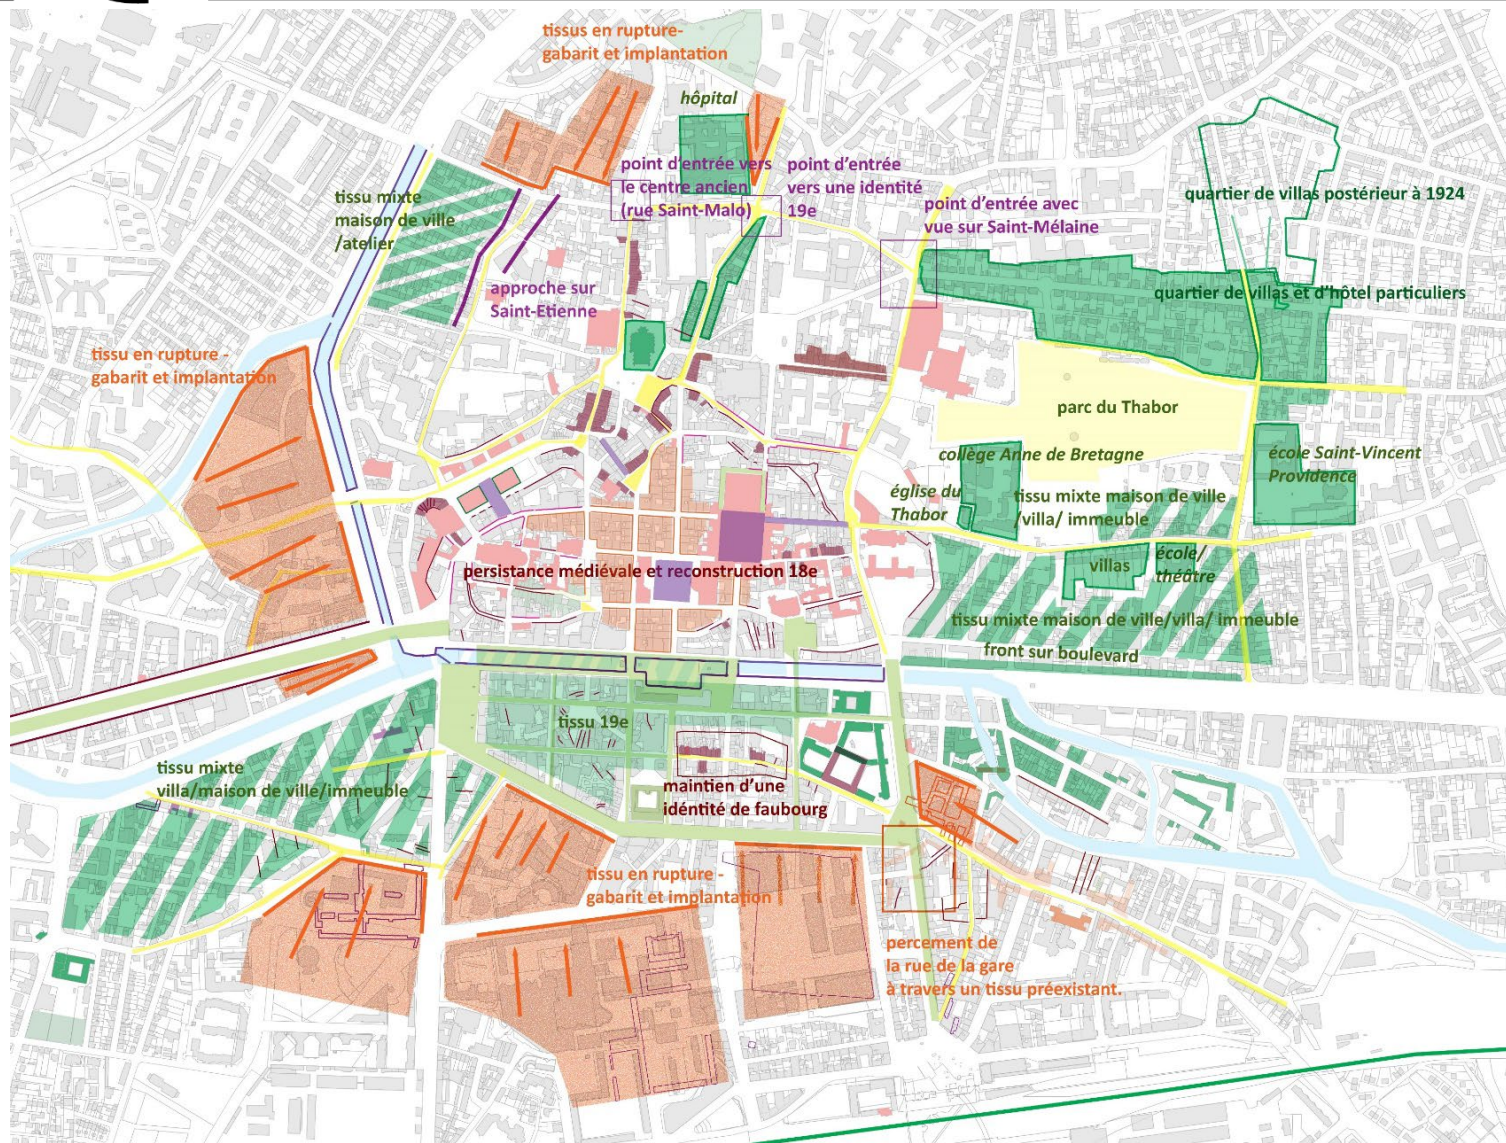 tissus en rupture-
gabarit et implantation
hôpital
point d'entrée vers
le centre ancien
(rue Saint-Malo)
point d'entrée
vers une identité
19e
point d'entrée avec
vue sur Saint-Mélaine
quartier de villas postérieur à 1924
tissu mixte
maison de ville
/atelier
approche sur
Saint-Etienne
quartier de villas et d'hôtel particuliers
tissu en rupture -
gabarit et implantation
parc du Thabor
collège Anne de Bretagne
école Saint-Vincent
Providence
église du
Thabor
tissu mixte maison de ville
/villa/ immeuble
villas
école/
théâtre
persistance médiévale et reconstruction 18e
tissu mixte maison de ville/villa/ immeuble
front sur boulevard
tissu 19e
tissu mixte
villa/maison de ville/immeuble
maintien d'une
identité de faubourg
tissu en rupture -
gabarit et implantation
percement de
la rue de la gare
à travers un tissu préexistant.